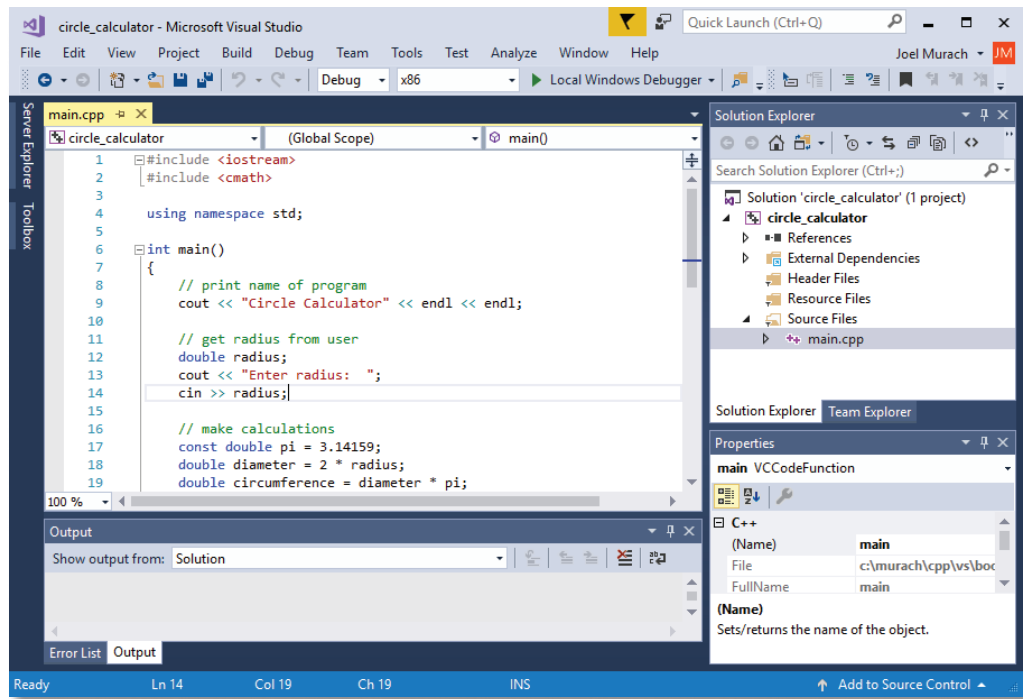 circle_calculator - Microsoft Visual Studio
Quick Launch (Ctrl+Q)
File Edit View Project Build Debug Team Tools Test Analyze Window Help
Joel Murach JM
Debug x86 Local Windows Debugger
Server Explorer
Toolbox
main.cpp
circle_calculator (Global Scope) main()
1 #include <iostream>
2 #include <cmath>
3
4 using namespace std;
5
6 int main()
7 {
8 // print name of program
9 cout << "Circle Calculator" << endl << endl;
10
11 // get radius from user
12 double radius;
13 cout << "Enter radius:  ";
14 cin >> radius;
15
16 // make calculations
17 const double pi = 3.14159;
18 double diameter = 2 * radius;
19 double circumference = diameter * pi;
100 %
Output
Show output from: Solution
Error List Output
Solution Explorer
Search Solution Explorer (Ctrl+;)
Solution 'circle_calculator' (1 project)
circle_calculator
References
External Dependencies
Header Files
Resource Files
Source Files
main.cpp
Solution Explorer Team Explorer
Properties
main VCCodeFunction
C++
(Name) main
File c:\murach\cpp\vs\boo
FullName main
(Name)
Sets/returns the name of the object.
Ready Ln 14 Col 19 Ch 19 INS Add to Source Control